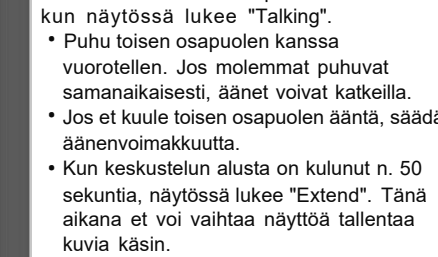 kun näytössä lukee "Talking".
• Puhu toisen osapuolen kanssa
vuorotellen. Jos molemmat puhuvat
samanaikaisesti, äänet voivat katkeilla.
• Jos et kuule toisen osapuolen ääntä, säädä
äänenvoimakkuutta.
• Kun keskustelun alusta on kulunut n. 50
sekuntia, näytössä lukee "Extend". Tänä
aikana et voi vaihtaa näyttöä tallentaa
kuvia käsin.